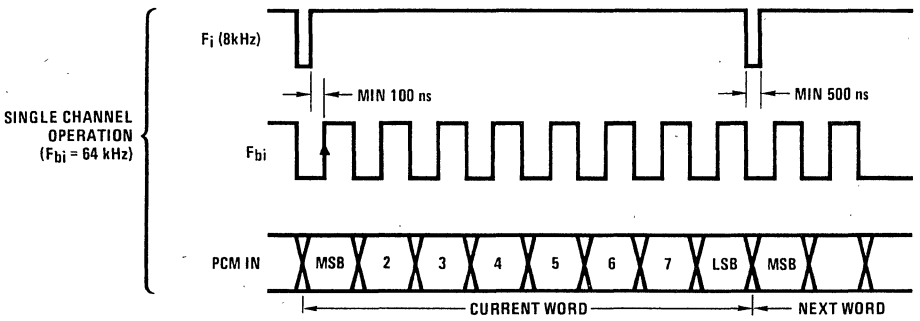 Fi (8kHz)
MIN 100 ns
MIN 500 ns
SINGLE CHANNEL
OPERATION
(Fbi = 64 kHz)
Fbi
PCM IN
MSB 2 3 4 5 6 7 LSB MSB
CURRENT WORD
NEXT WORD